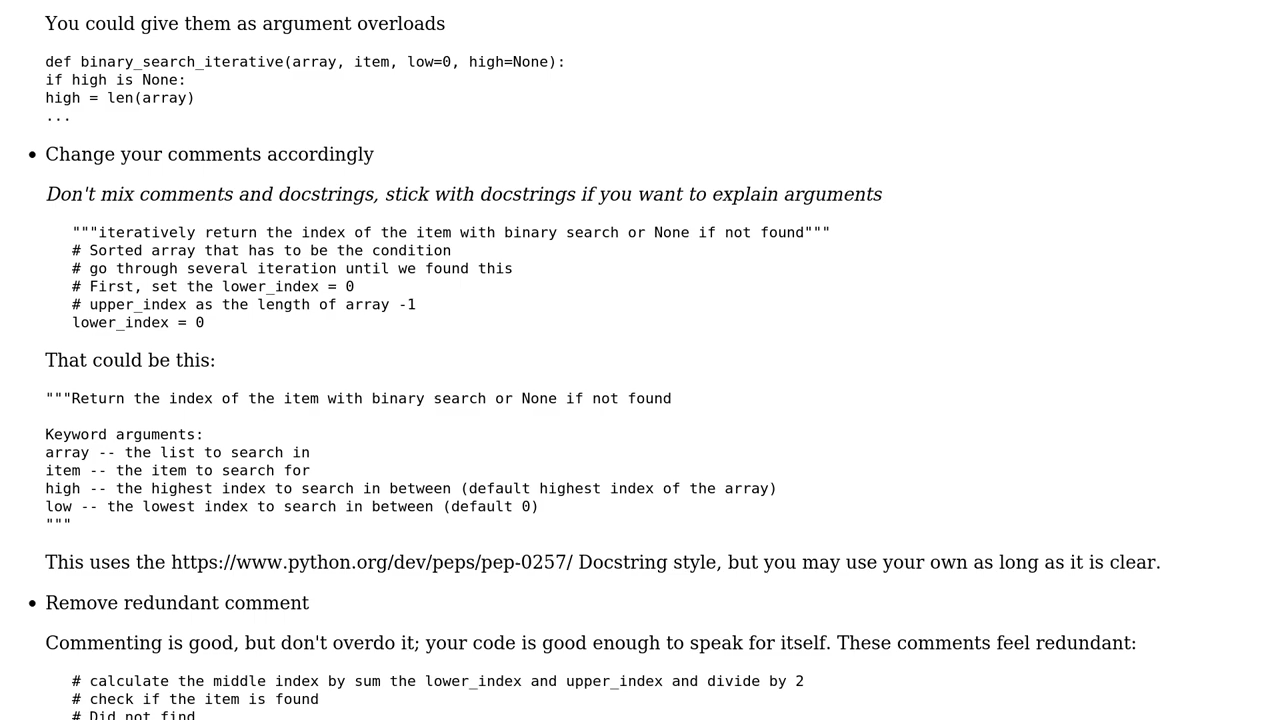 You could give them as argument overloads
def binary_search_iterative(array, item, low=0, high=None):
if high is None:
high = len(array)
...
• Change your comments accordingly
Don't mix comments and docstrings, stick with docstrings if you want to explain arguments
"""iteratively return the index of the item with binary search or None if not found"""
# Sorted array that has to be the condition
# go through several iteration until we found this
# First, set the lower_index = 0
# upper_index as the length of array -1
lower_index = 0
That could be this:
"""Return the index of the item with binary search or None if not found
Keyword arguments:
array -- the list to search in
item -- the item to search for
high -- the highest index to search in between (default highest index of the array)
low -- the lowest index to search in between (default 0)
"""
This uses the https://www.python.org/dev/peps/pep-0257/ Docstring style, but you may use your own as long as it is clear.
• Remove redundant comment
Commenting is good, but don't overdo it; your code is good enough to speak for itself. These comments feel redundant:
# calculate the middle index by sum the lower_index and upper_index and divide by 2
# check if the item is found
# Did not find